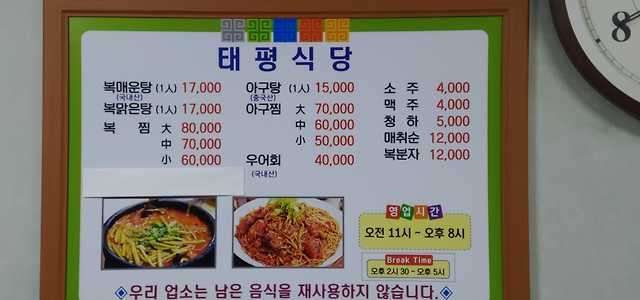 태평식당
복매운탕 (1人) 17,000
(국내산)
복맑은탕 (1人) 17,000
복 찜 大 80,000
中 70,000
小 60,000
아구탕 (1人) 15,000
(중국산)
아구찜 大 70,000
中 60,000
小 50,000
우어회 40,000
(국내산)
소 주 4,000
맥 주 4,000
청 하 5,000
매취순 12,000
복분자 12,000
영업시간
오전 11시 ~ 오후 8시
Break Time
오후 2시 30 ~ 오후 5시
우리 업소는 남은 음식을 재사용하지 않습니다.
8